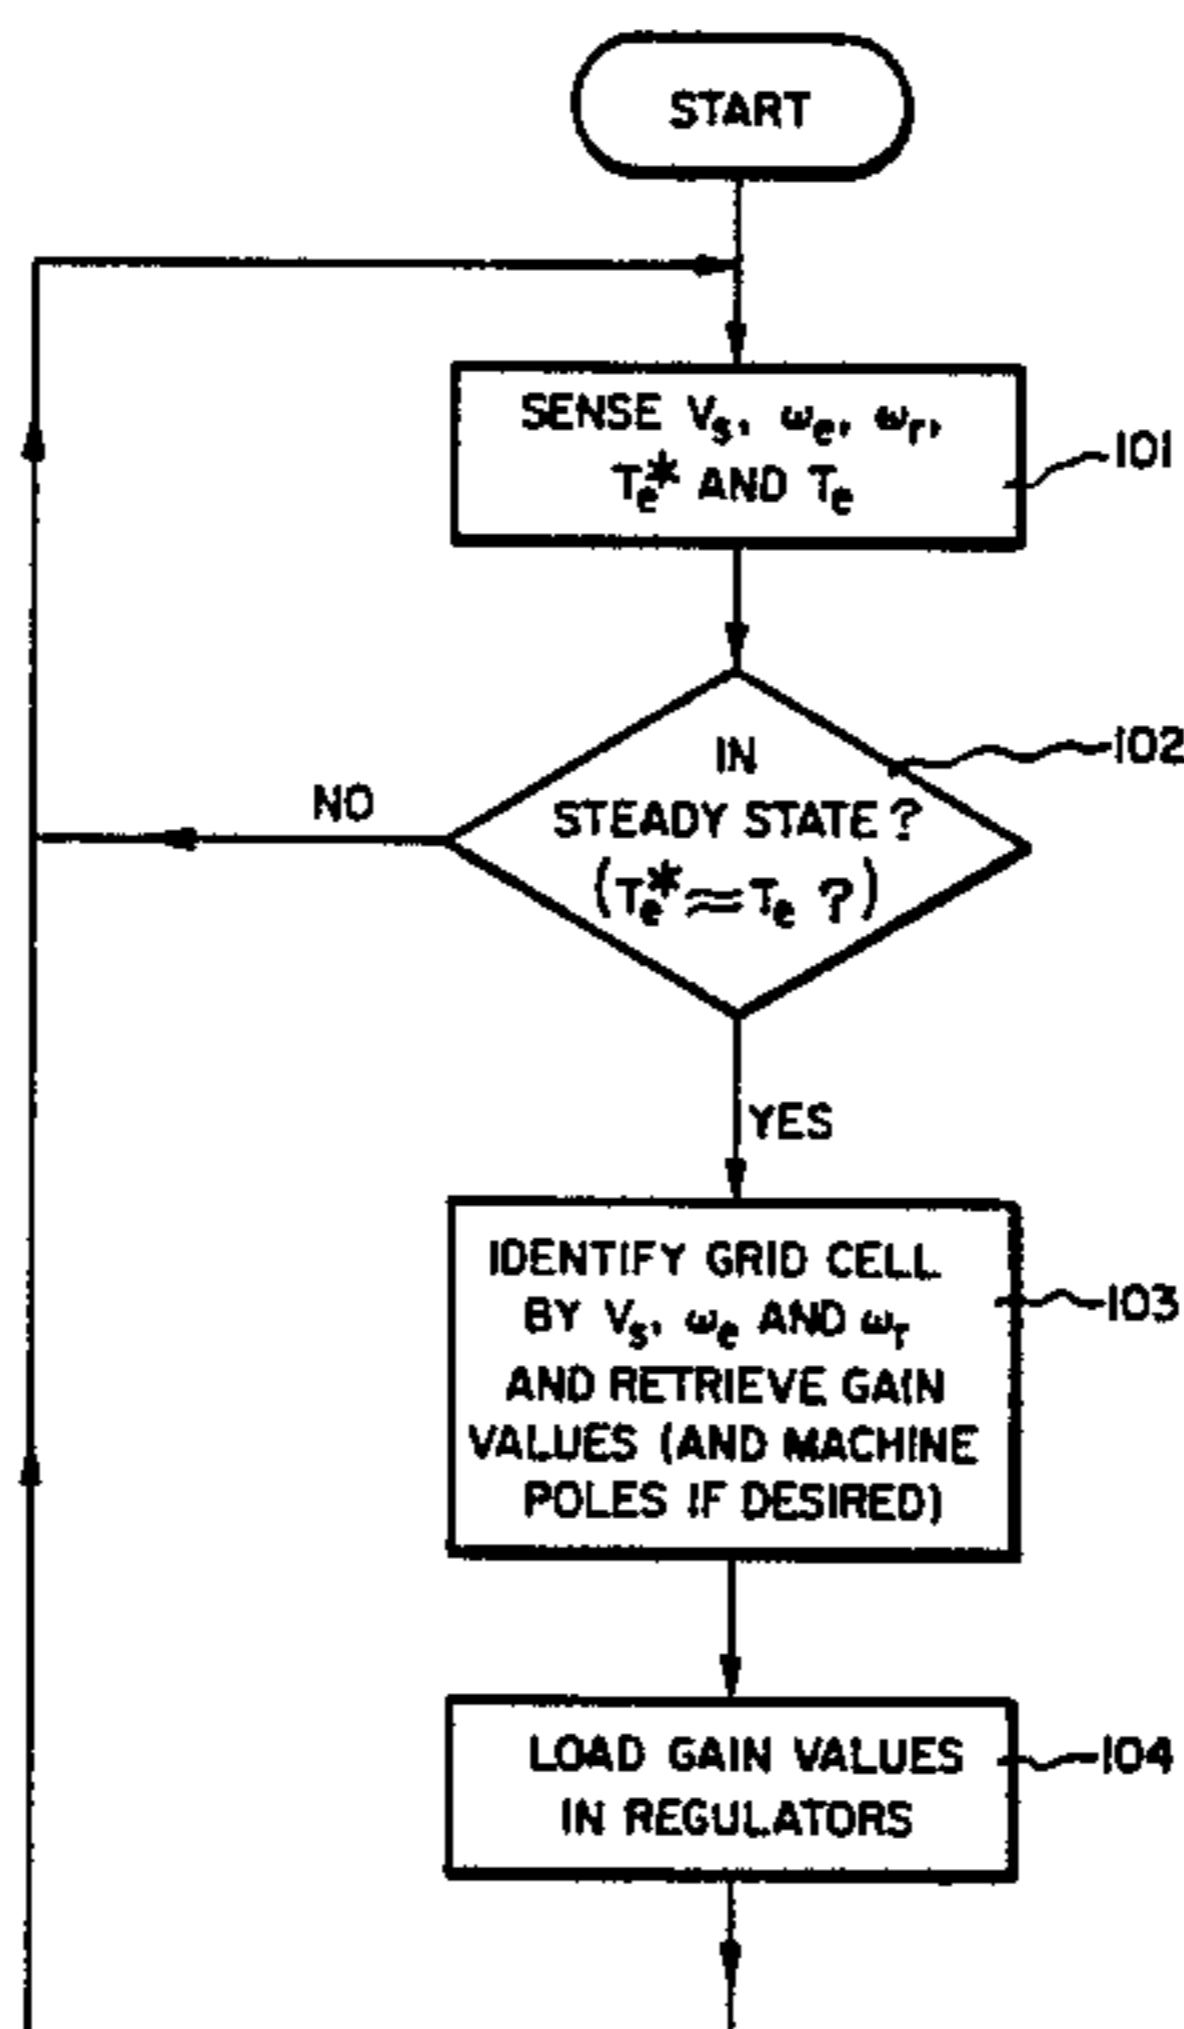 START
SENSE Vs, ωe, ωr,
Te* AND Te
101
IN
STEADY STATE ?
(Te* ≈ Te ?)
102
NO
YES
IDENTIFY GRID CELL
BY Vs, ωe AND ωr
AND RETRIEVE GAIN
VALUES (AND MACHINE
POLES IF DESIRED)
103
LOAD GAIN VALUES
IN REGULATORS
104